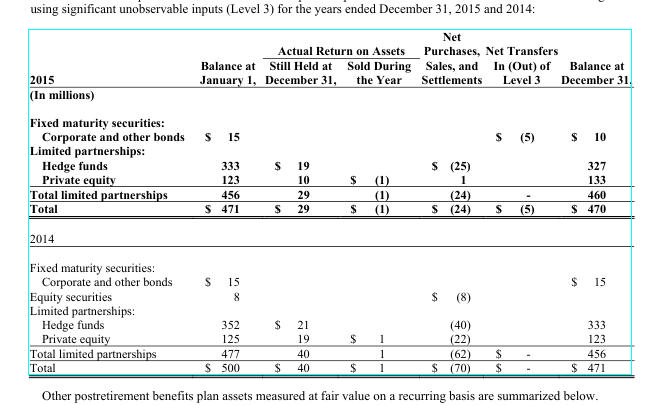 using significant unobservable inputs (Level 3) for the years ended December 31, 2015 and 2014:
Net
Actual Return on Assets Purchases, Net Transfers
Balance at Still Held at Sold During Sales, and In (Out) of Balance at
2015 January 1, December 31, the Year Settlements Level 3 December 31,
(In millions)
Fixed maturity securities:
Corporate and other bonds $ 15 $ (5) $ 10
Limited partnerships:
Hedge funds 333 $ 19 $ (25) 327
Private equity 123 10 $ (1) 1 133
Total limited partnerships 456 29 (1) (24) - 460
Total $ 471 $ 29 $ (1) $ (24) $ (5) $ 470
2014
Fixed maturity securities:
Corporate and other bonds $ 15 $ 15
Equity securities 8 $ (8)
Limited partnerships:
Hedge funds 352 $ 21 (40) 333
Private equity 125 19 $ 1 (22) 123
Total limited partnerships 477 40 1 (62) $ - 456
Total $ 500 $ 40 $ 1 $ (70) $ - $ 471
Other postretirement benefits plan assets measured at fair value on a recurring basis are summarized below.